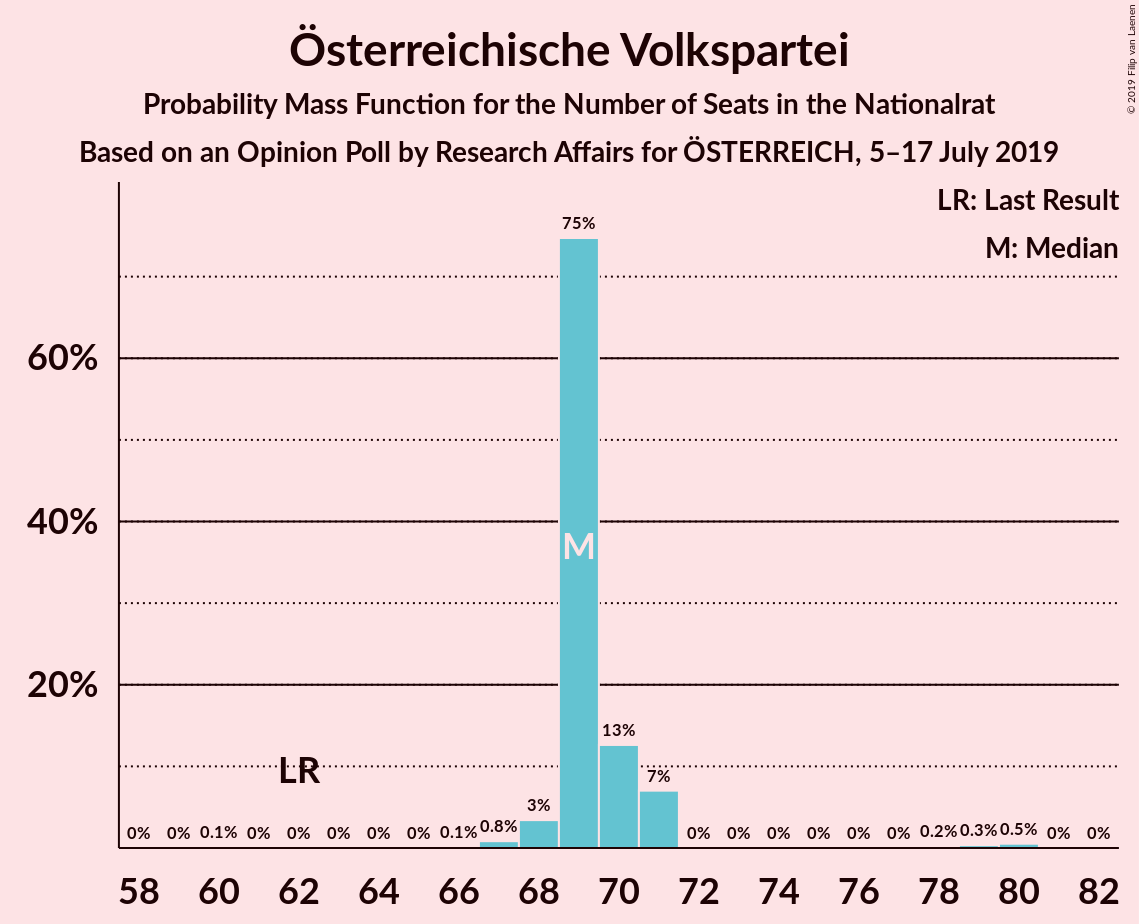 Österreichische Volkspartei
Probability Mass Function for the Number of Seats in the Nationalrat
Based on an Opinion Poll by Research Affairs for ÖSTERREICH, 5–17 July 2019
© 2019 Filip van Laenen
LR: Last Result
M: Median
60%
40%
20%
LR
M
0% 0% 0.1% 0% 0% 0% 0% 0% 0.1% 0.8% 3% 75% 13% 7% 0% 0% 0% 0% 0% 0% 0.2% 0.3% 0.5% 0% 0%
58 60 62 64 66 68 70 72 74 76 78 80 82